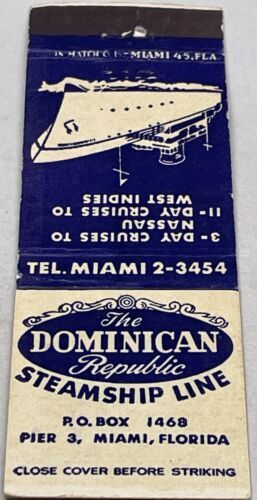 MATCH MIAMI 45, FLA.
3 - DAY CRUISES TO
NASSAU
11 - DAY CRUISES TO
WEST INDIES
TEL. MIAMI 2-3454
The
DOMINICAN
Republic
STEAMSHIP LINE
P.O. BOX 1468
PIER 3, MIAMI, FLORIDA
CLOSE COVER BEFORE STRIKING